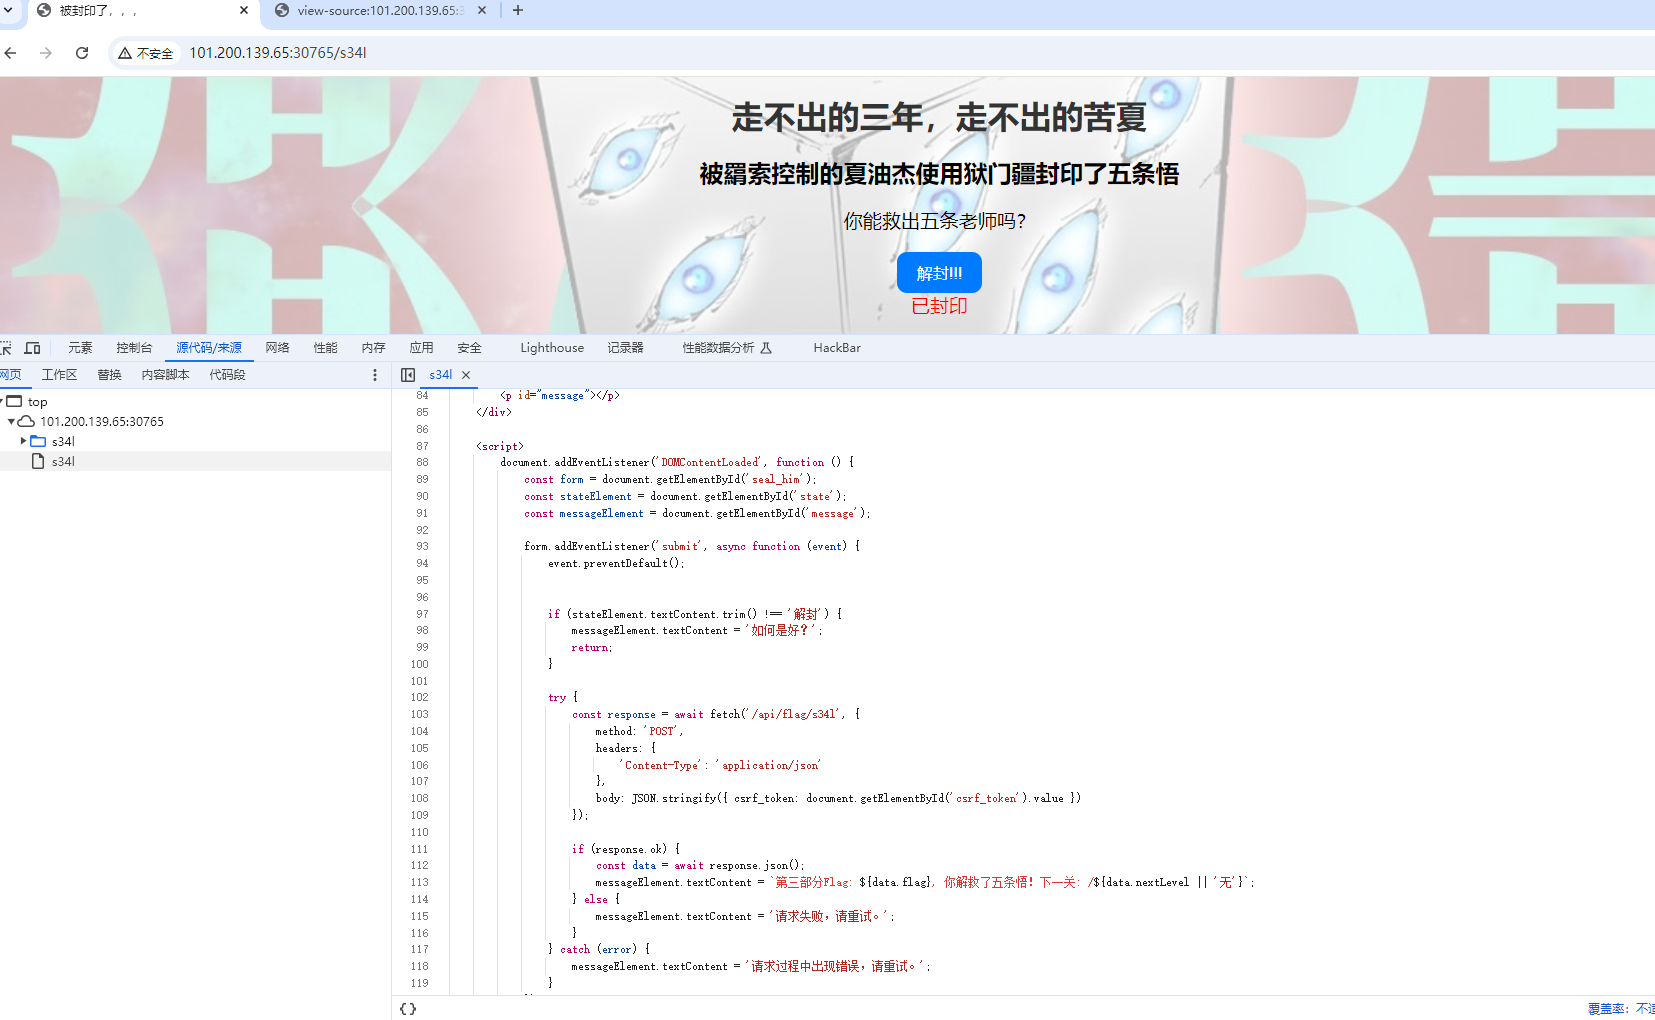 被封印了，，，
view-source:101.200.139.65:3
不安全
101.200.139.65:30765/s34l
走不出的三年，走不出的苦夏
被羂索控制的夏油杰使用狱门疆封印了五条悟
你能救出五条老师吗？
解封!!!
已封印
元素 控制台 源代码/来源 网络 性能 内存 应用 安全 Lighthouse 记录器 性能数据分析 HackBar
网页 工作区 替换 内容脚本 代码段
s34l
top
101.200.139.65:30765
s34l
s34l
84 <p id="message"></p>
85 </div>
86
87 <script>
88 document.addEventListener('DOMContentLoaded', function () {
89 const form = document.getElementById('seal_him');
90 const stateElement = document.getElementById('state');
91 const messageElement = document.getElementById('message');
92
93 form.addEventListener('submit', async function (event) {
94 event.preventDefault();
95
96
97 if (stateElement.textContent.trim() !== '解封') {
98 messageElement.textContent = '如何是好？';
99 return;
100 }
101
102 try {
103 const response = await fetch('/api/flag/s34l', {
104 method: 'POST',
105 headers: {
106 'Content-Type': 'application/json'
107 },
108 body: JSON.stringify({ csrf_token: document.getElementById('csrf_token').value })
109 });
110
111 if (response.ok) {
112 const data = await response.json();
113 messageElement.textContent = `第三部分Flag: ${data.flag}, 你解救了五条悟！下一关: /${data.nextLevel || '无'}`;
114 } else {
115 messageElement.textContent = '请求失败，请重试。';
116 }
117 } catch (error) {
118 messageElement.textContent = '请求过程中出现错误，请重试。';
119 }
{}
覆盖率：不适